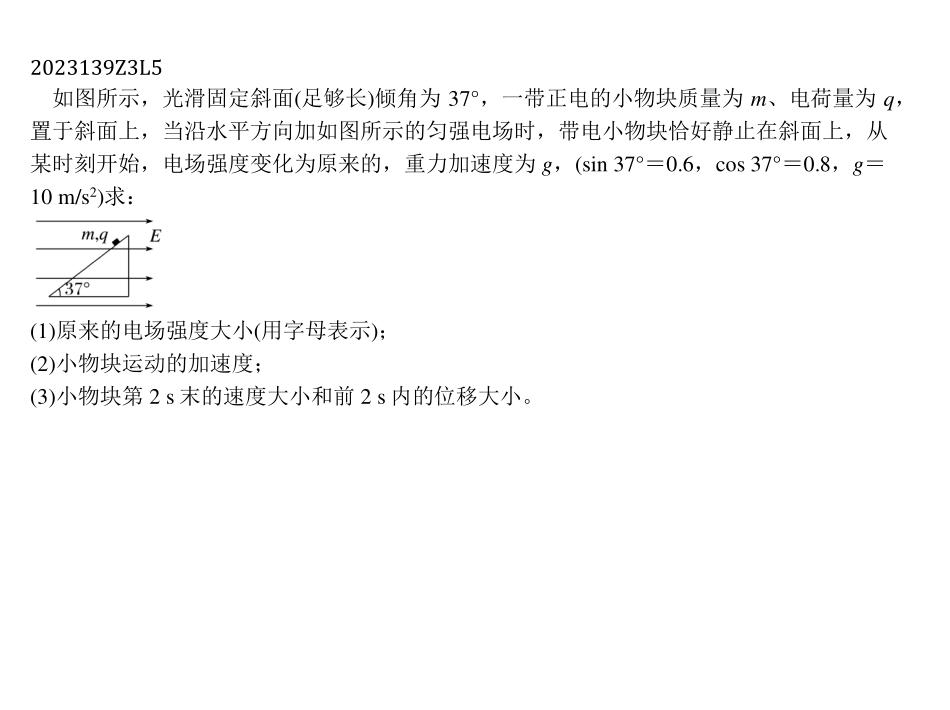 2023139Z3L5
如图所示，光滑固定斜面(足够长)倾角为 37°，一带正电的小物块质量为 m、电荷量为 q，
置于斜面上，当沿水平方向加如图所示的匀强电场时，带电小物块恰好静止在斜面上，从
某时刻开始，电场强度变化为原来的，重力加速度为 g，(sin 37°＝0.6，cos 37°＝0.8，g＝
10 m/s²)求：
m,q E
37°
(1)原来的电场强度大小(用字母表示)；
(2)小物块运动的加速度；
(3)小物块第 2 s 末的速度大小和前 2 s 内的位移大小。